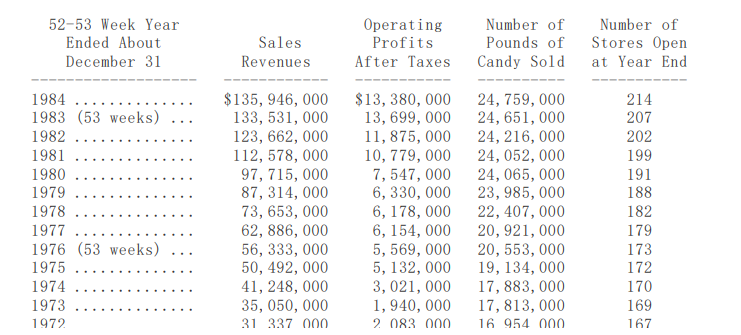 52-53 Week Year Operating Number of Number of
Ended About Sales Profits Pounds of Stores Open
December 31 Revenues After Taxes Candy Sold at Year End
1984 .............. $135,946,000 $13,380,000 24,759,000 214
1983 (53 weeks) ... 133,531,000 13,699,000 24,651,000 207
1982 .............. 123,662,000 11,875,000 24,216,000 202
1981 .............. 112,578,000 10,779,000 24,052,000 199
1980 .............. 97,715,000 7,547,000 24,065,000 191
1979 .............. 87,314,000 6,330,000 23,985,000 188
1978 .............. 73,653,000 6,178,000 22,407,000 182
1977 .............. 62,886,000 6,154,000 20,921,000 179
1976 (53 weeks) ... 56,333,000 5,569,000 20,553,000 173
1975 .............. 50,492,000 5,132,000 19,134,000 172
1974 .............. 41,248,000 3,021,000 17,883,000 170
1973 .............. 35,050,000 1,940,000 17,813,000 169
1972 31,337,000 2,083,000 16,954,000 167